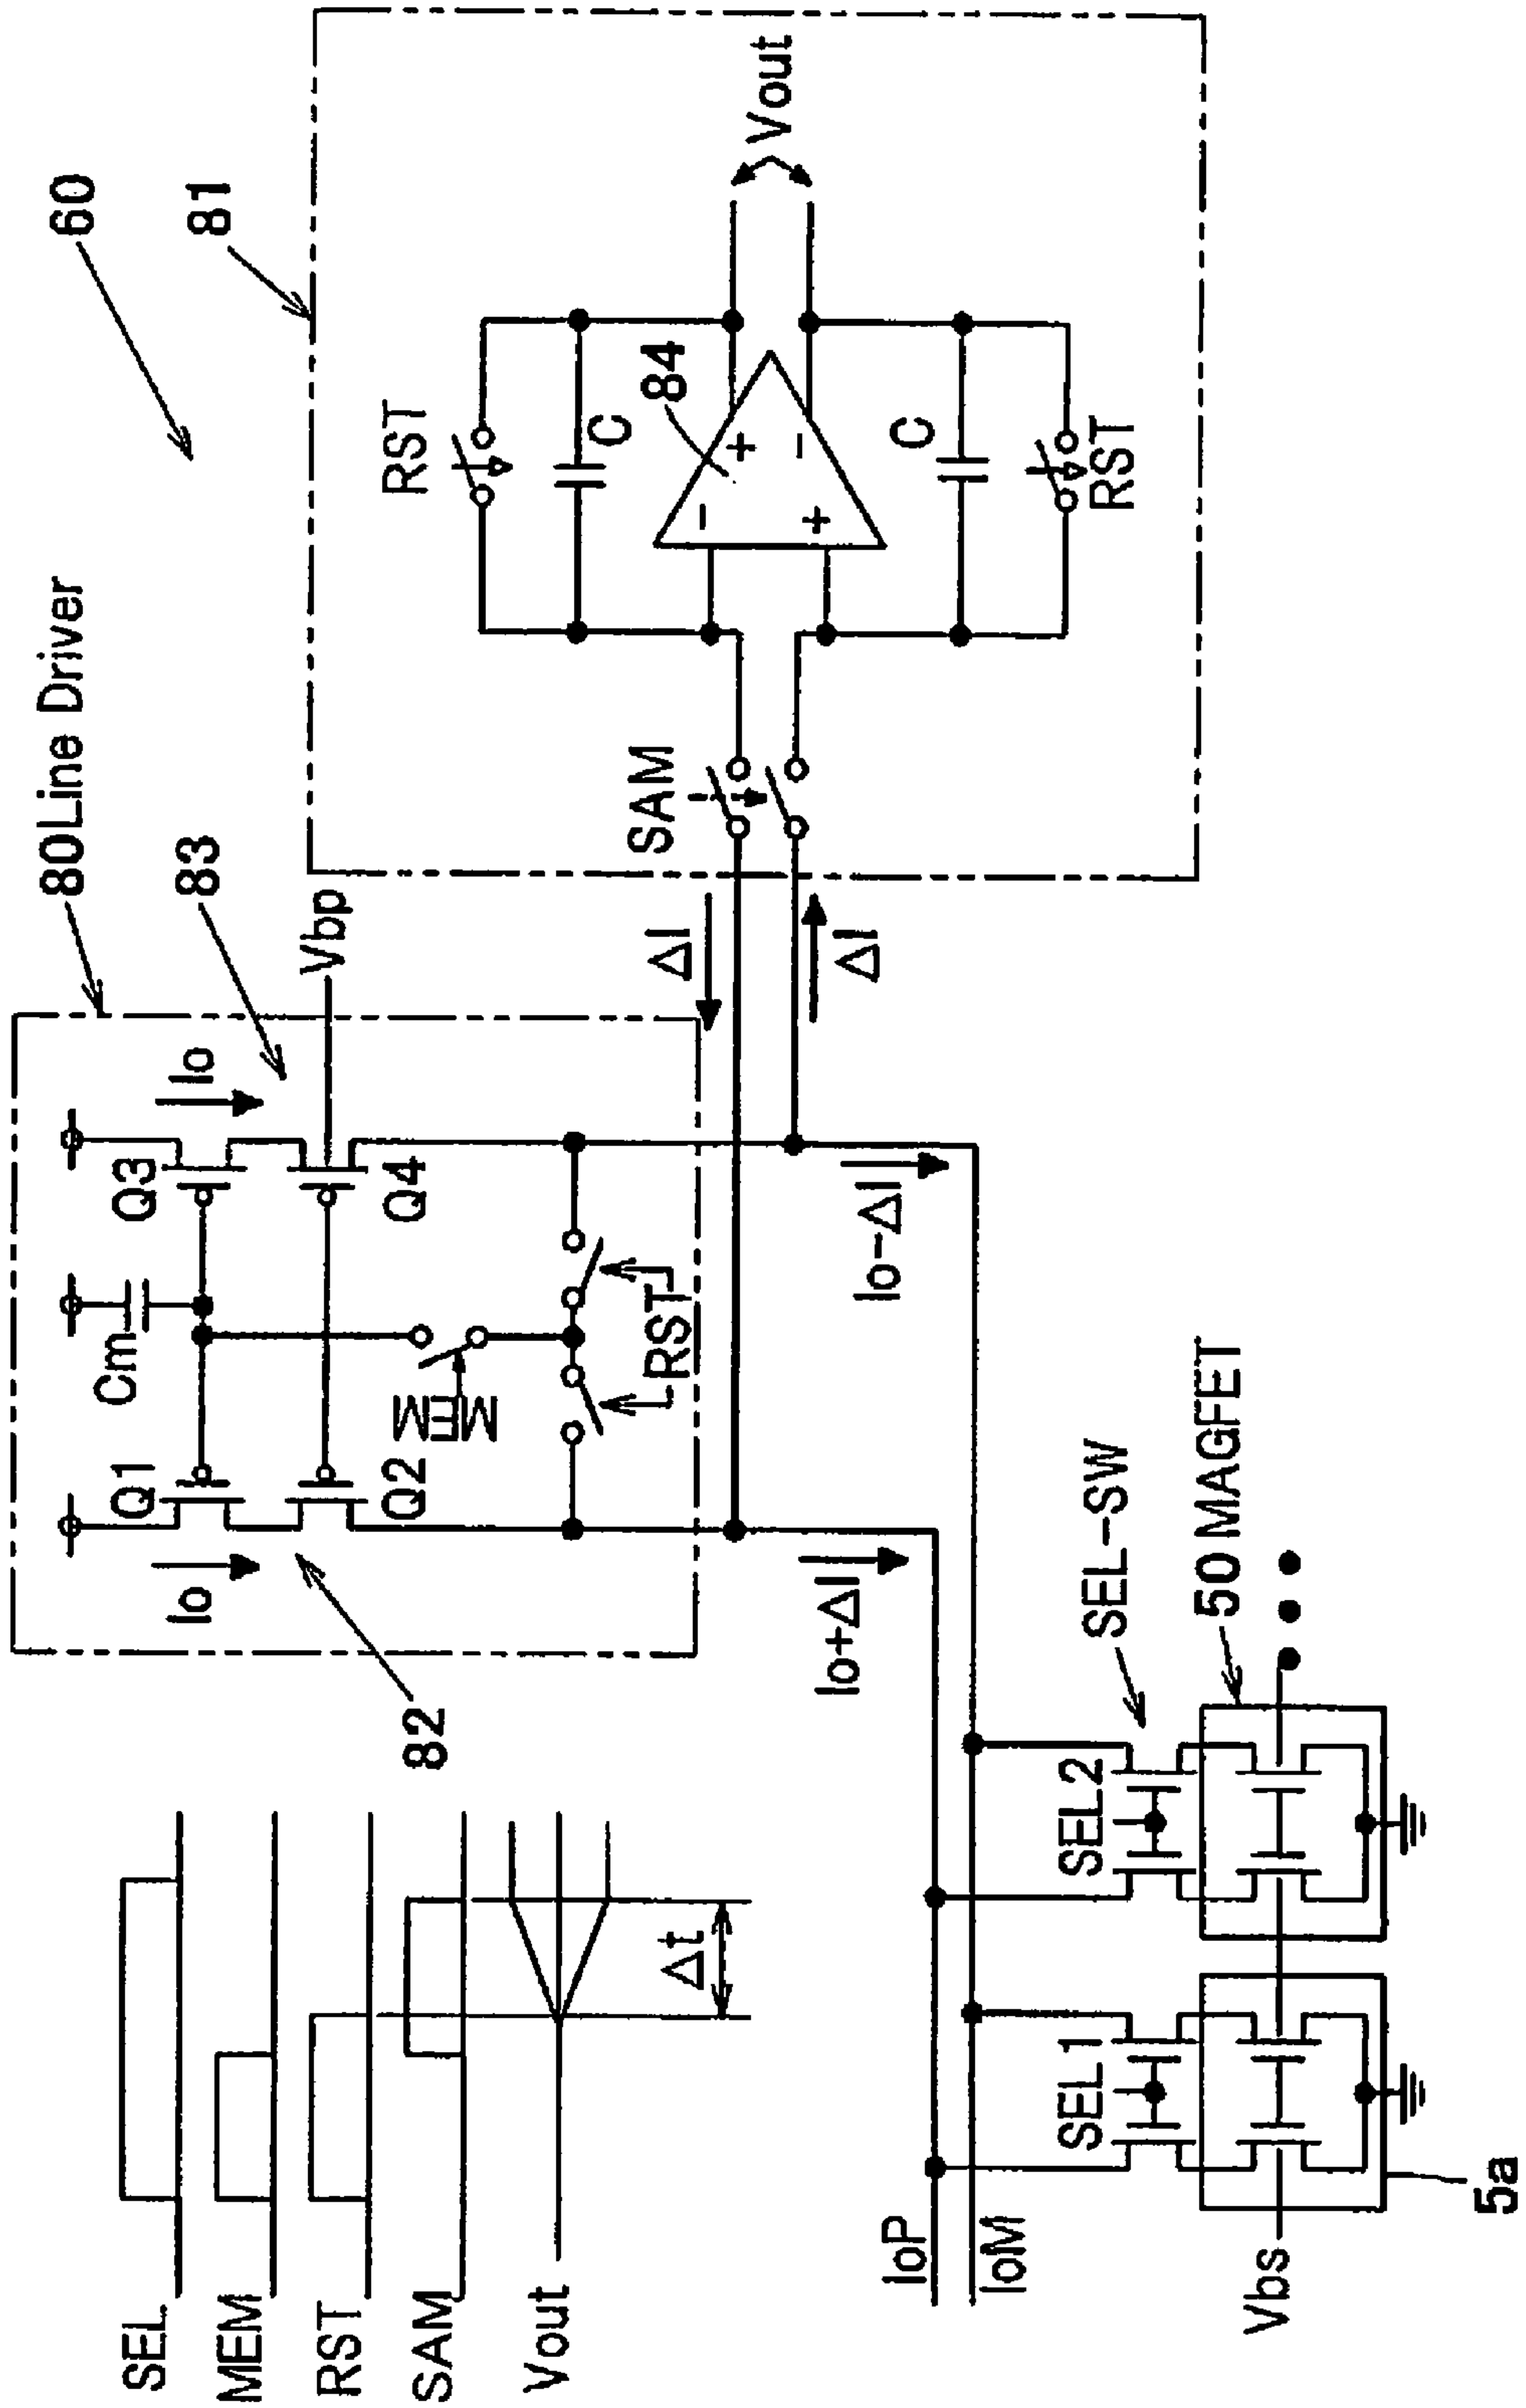 60
80 Line Driver
81
83
Vbp
Io
Q3
Q4
Cm
MEM
RST
Q1
Q2
Io
82
RST
C
84
-
+
+
-
C
RST
Vout
SAM
ΔI
ΔI
Io+ΔI
Io-ΔI
SEL
MEM
RST
SAM
Vout
Δt
IoP
IoM
SEL1
SEL2
SEL-SW
50 MAGFET
Vbs
5a